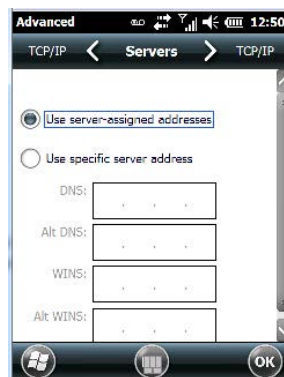 Advanced 12:50
TCP/IP Servers TCP/IP
Use server-assigned addresses
Use specific server address
DNS:
Alt DNS:
WINS:
Alt WINS:
OK